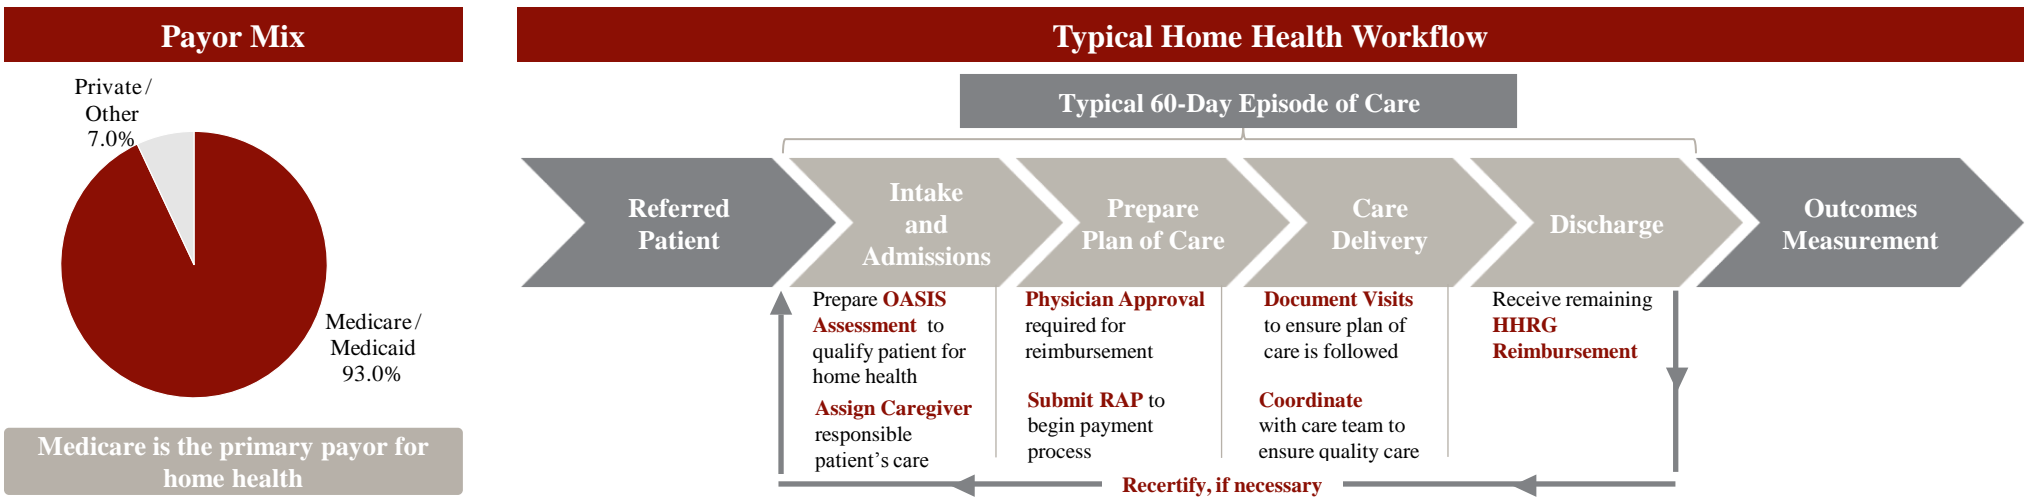 Payor Mix
Private /
Other
7.0%
Medicare /
Medicaid
93.0%
Medicare is the primary payor for
home health
Typical Home Health Workflow
Typical 60-Day Episode of Care
Referred
Patient
Intake
and
Admissions
Prepare
Plan of Care
Care
Delivery
Discharge
Outcomes
Measurement
Prepare OASIS
Assessment to
qualify patient for
home health
Assign Caregiver
responsible
patient's care
Physician Approval
required for
reimbursement
Submit RAP to
begin payment
process
Document Visits
to ensure plan of
care is followed
Coordinate
with care team to
ensure quality care
Receive remaining
HHRG
Reimbursement
Recertify, if necessary